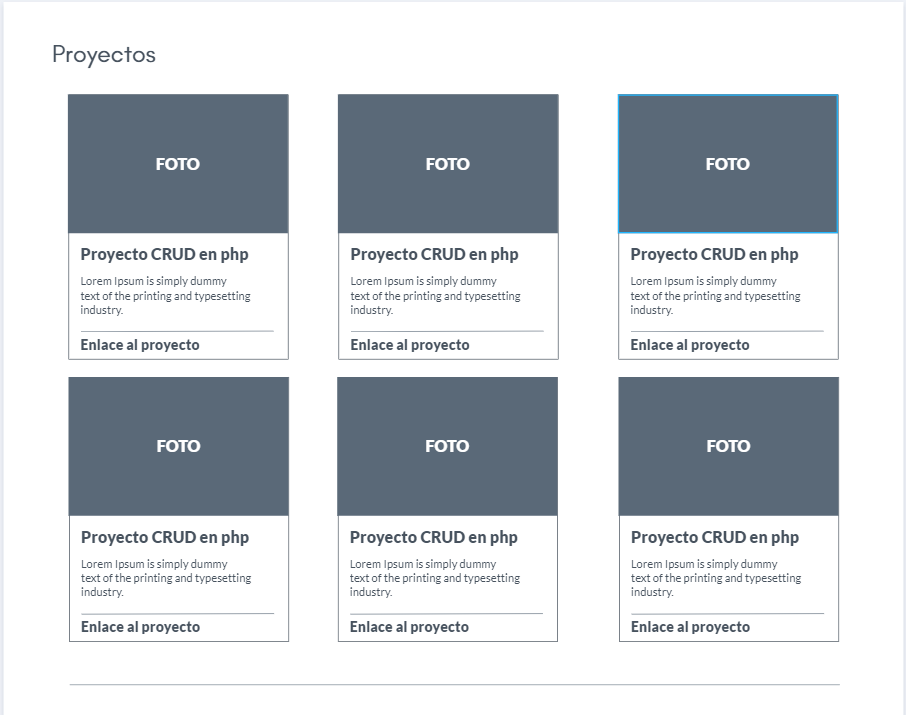 Proyectos
FOTO
Proyecto CRUD en php
Lorem Ipsum is simply dummy
text of the printing and typesetting
industry.
Enlace al proyecto
FOTO
Proyecto CRUD en php
Lorem Ipsum is simply dummy
text of the printing and typesetting
industry.
Enlace al proyecto
FOTO
Proyecto CRUD en php
Lorem Ipsum is simply dummy
text of the printing and typesetting
industry.
Enlace al proyecto
FOTO
Proyecto CRUD en php
Lorem Ipsum is simply dummy
text of the printing and typesetting
industry.
Enlace al proyecto
FOTO
Proyecto CRUD en php
Lorem Ipsum is simply dummy
text of the printing and typesetting
industry.
Enlace al proyecto
FOTO
Proyecto CRUD en php
Lorem Ipsum is simply dummy
text of the printing and typesetting
industry.
Enlace al proyecto